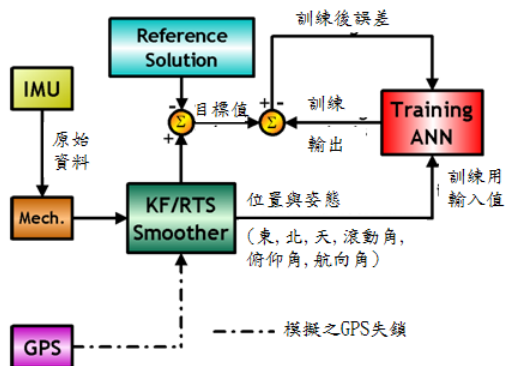 訓練後誤差
Reference
Solution
IMU
目標值
訓練
輸出
Training
ANN
原始
資料
Mech.
KF/RTS
Smoother
位置與姿態
(東, 北, 天, 滾動角,
俯仰角, 航向角)
訓練用
輸入值
GPS
模擬之GPS失鎖
- + Σ
+ - Σ